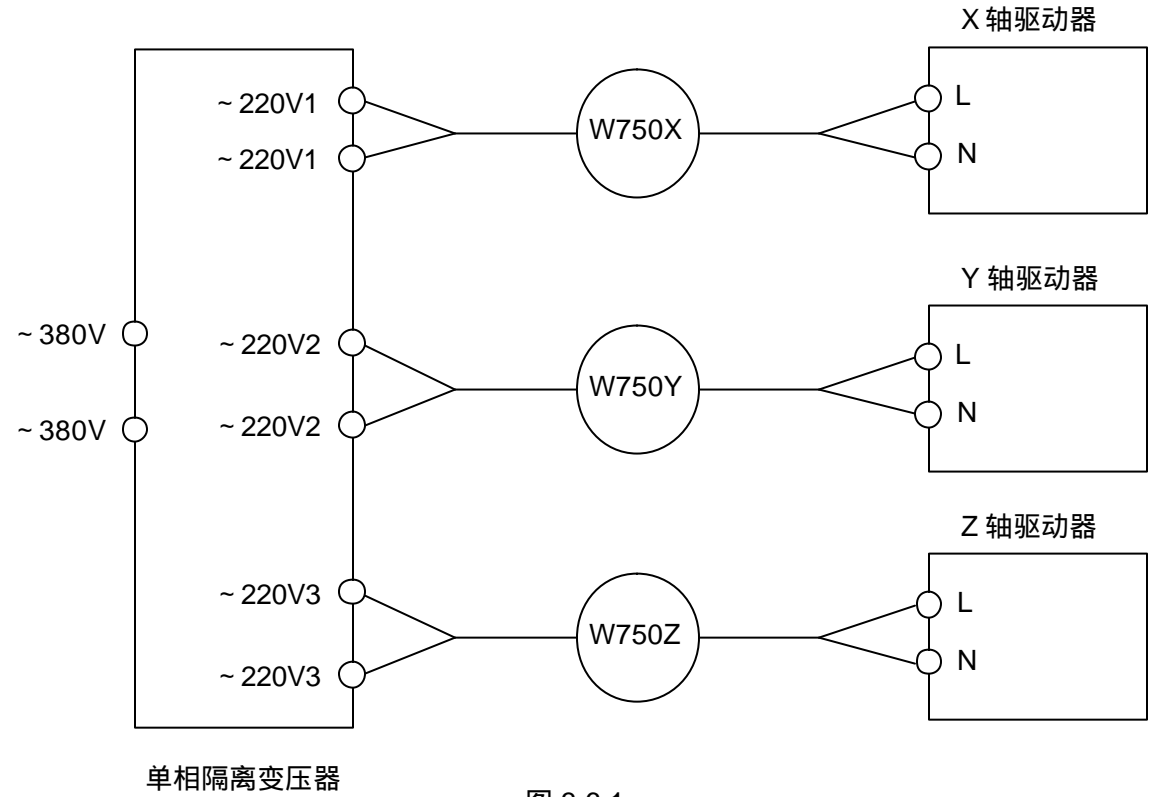 X 轴驱动器
~ 220V1
L
W750X
~ 220V1
N
Y 轴驱动器
~ 380V
~ 220V2
L
W750Y
N
~ 380V
~ 220V2
Z 轴驱动器
~ 220V3
L
W750Z
N
~ 220V3
单相隔离变压器